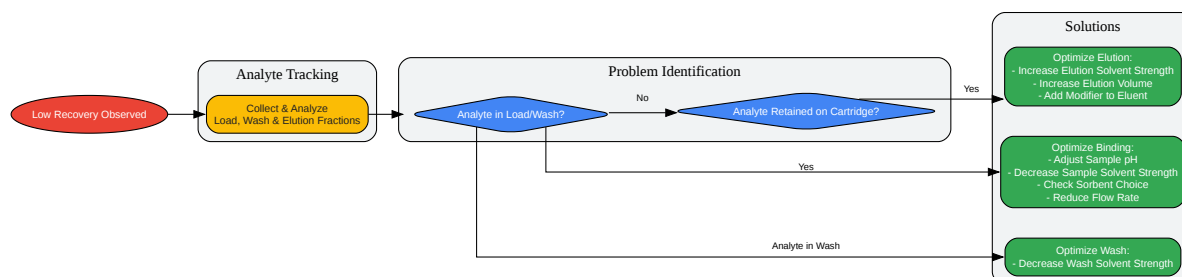 Solutions
Analyte Tracking
Problem Identification
Low Recovery Observed
Collect & Analyze
Load, Wash & Elution Fractions
Analyte in Load/Wash?
No
Analyte Retained on Cartridge?
Yes
Optimize Elution:
- Increase Elution Solvent Strength
- Increase Elution Volume
- Add Modifier to Eluent
Yes
Optimize Binding:
- Adjust Sample pH
- Decrease Sample Solvent Strength
- Check Sorbent Choice
- Reduce Flow Rate
Analyte in Wash
Optimize Wash:
- Decrease Wash Solvent Strength